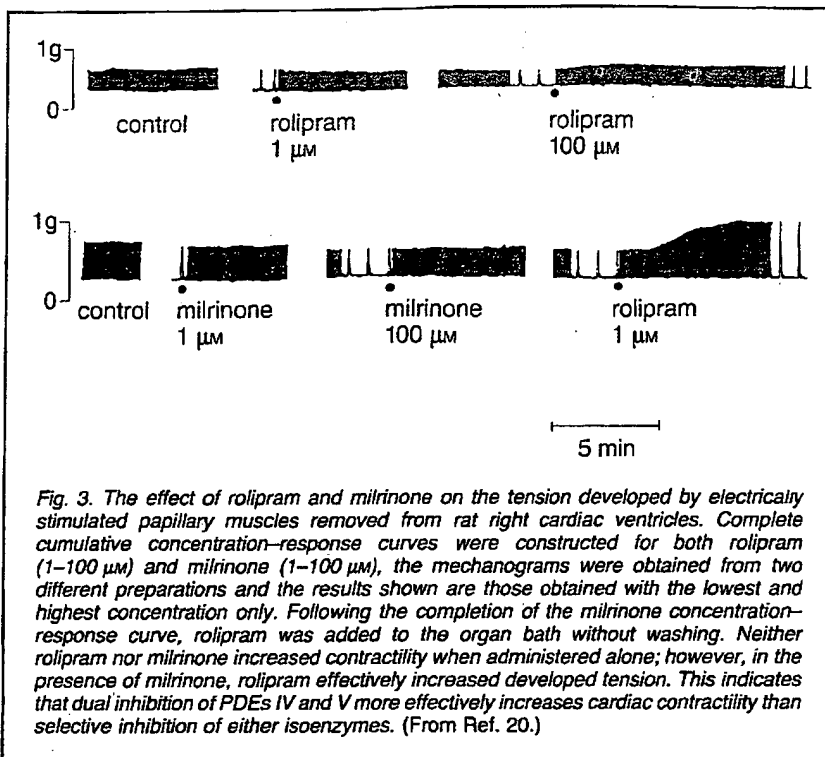 1g
0
control
rolipram
1 μM
rolipram
100 μM
1g
0
control
milrinone
1 μM
milrinone
100 μM
rolipram
1 μM
5 min
Fig. 3. The effect of rolipram and milrinone on the tension developed by electrically
stimulated papillary muscles removed from rat right cardiac ventricles. Complete
cumulative concentration–response curves were constructed for both rolipram
(1–100 μM) and milrinone (1–100 μM), the mechanograms were obtained from two
different preparations and the results shown are those obtained with the lowest and
highest concentration only. Following the completion of the milrinone concentration–
response curve, rolipram was added to the organ bath without washing. Neither
rolipram nor milrinone increased contractility when administered alone; however, in the
presence of milrinone, rolipram effectively increased developed tension. This indicates
that dual inhibition of PDEs IV and V more effectively increases cardiac contractility than
selective inhibition of either isoenzymes. (From Ref. 20.)